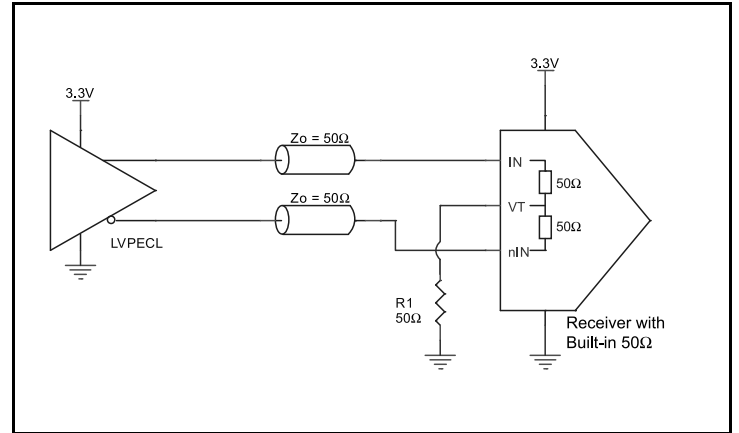 3.3V
3.3V
Zo = 50Ω
IN
50Ω
Zo = 50Ω
VT
50Ω
LVPECL
nIN
R1
50Ω
Receiver with
Built-in 50Ω